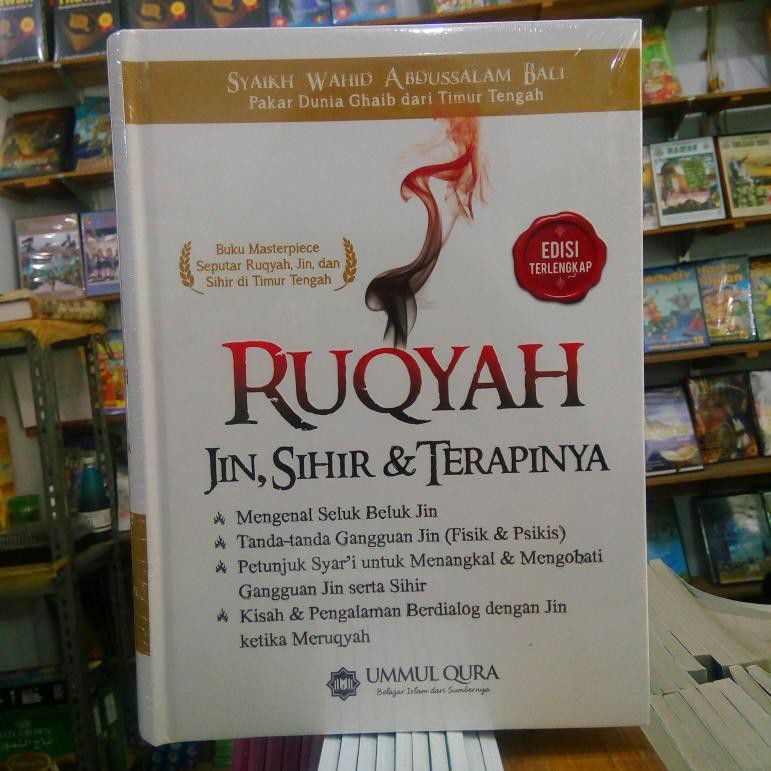 SYAIKH WAHID ABDUSSALAM BALI
Pakar Dunia Ghaib dari Timur Tengah
Buku Masterpiece
Seputar Ruqyah, Jin, dan
Sihir di Timur Tengah
EDISI
TERLENGKAP
RUQYAH
JIN, SIHIR & TERAPINYA
Mengenal Seluk Beluk Jin
Tanda-tanda Gangguan Jin (Fisik & Psikis)
Petunjuk Syar'i untuk Menangkal & Mengobati
Gangguan Jin serta Sihir
Kisah & Pengalaman Berdialog dengan Jin
ketika Meruqyah
UMMUL QURA
Belajar Islam dari Sumbernya